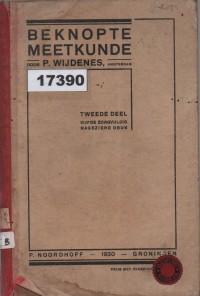 BEKNOPTE
MEETKUNDE
DOOR P. WIJDENES, AMSTERDAM
17390
TWEEDE DEEL
VIJFDE ZORGVULDIG
NAGEZIENE DRUK
B
P. NOORDHOFF — 1930 — GRONINGEN